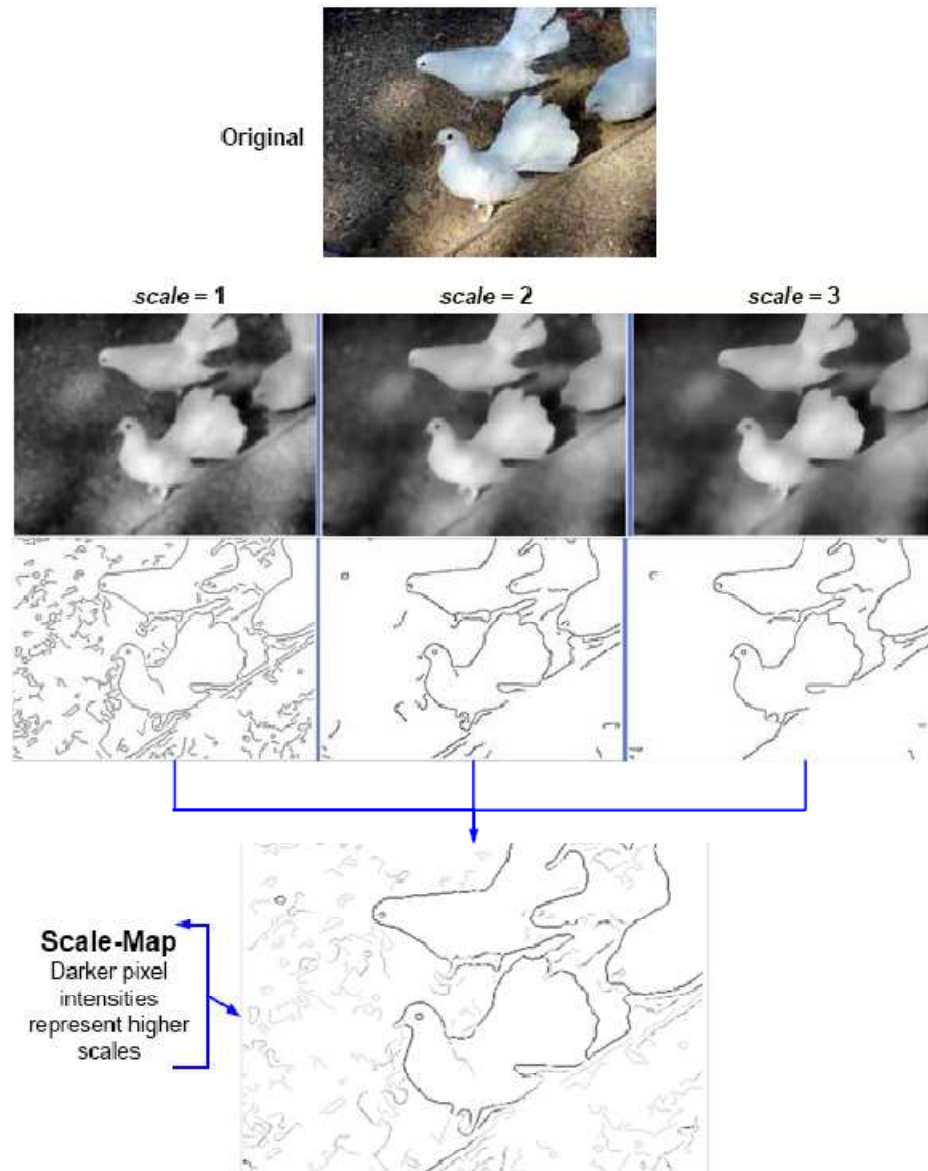 Original
scale = 1
scale = 2
scale = 3
Scale-Map
Darker pixel
intensities
represent higher
scales